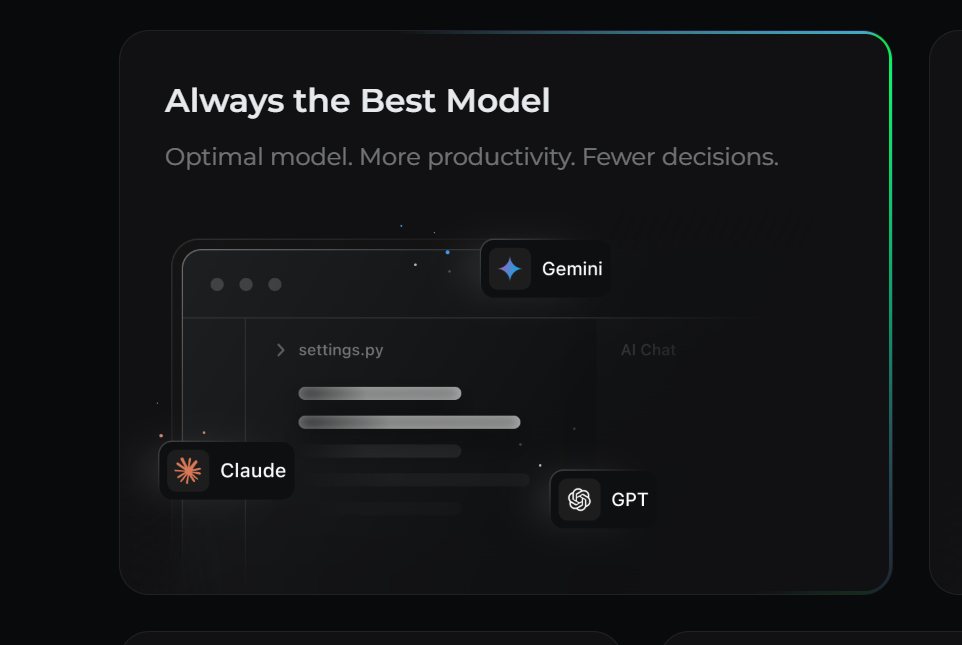 Always the Best Model
Optimal model. More productivity. Fewer decisions.
Gemini
settings.py
AI Chat
Claude
GPT